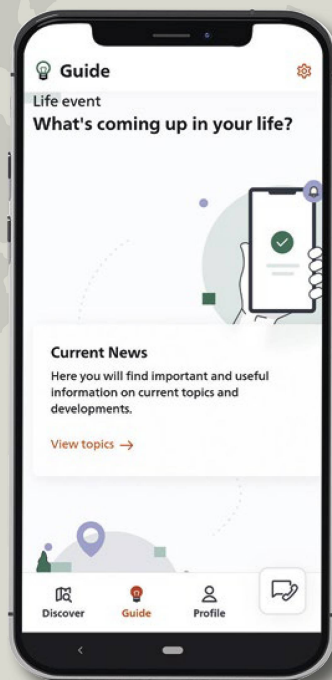 Guide
Life event
What's coming up in your life?
Current News
Here you will find important and useful
information on current topics and
developments.
View topics →
Discover
Guide
Profile